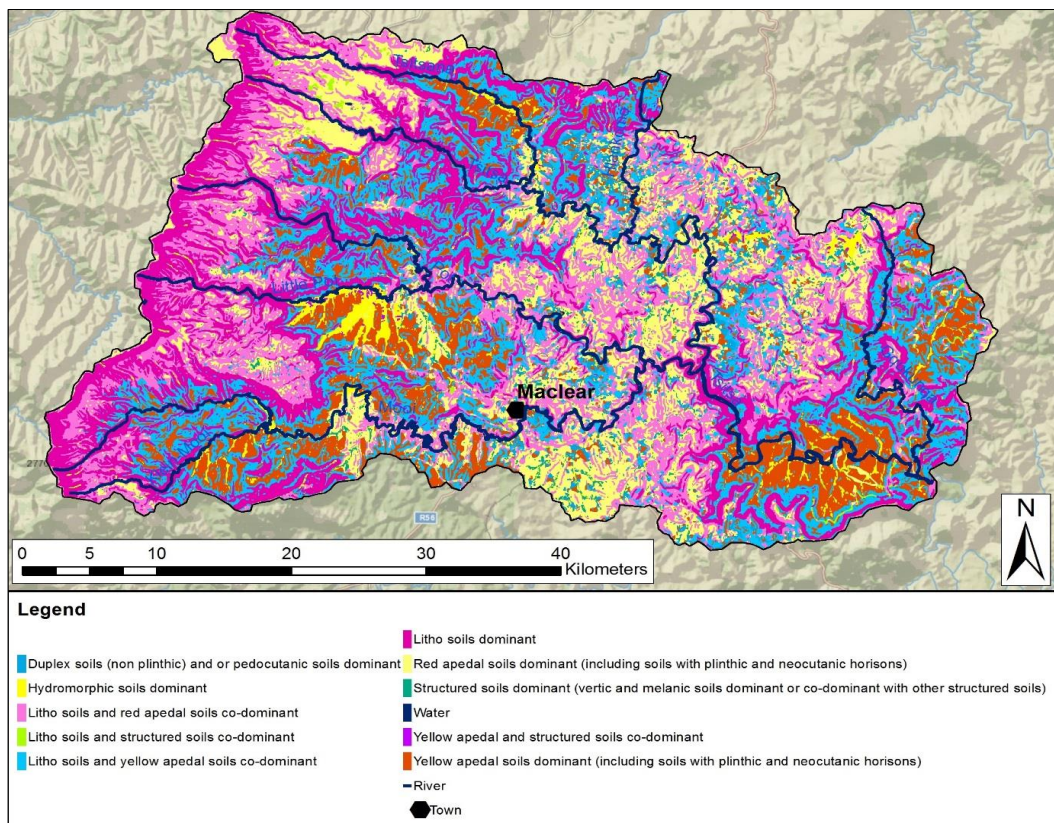 Maclear
Mooi
R56
N
0 5 10 20 30 40
Kilometers
Legend
Litho soils dominant
Duplex soils (non plinthic) and or pedocutanic soils dominant
Red apedal soils dominant (including soils with plinthic and neocutanic horisons)
Hydromorphic soils dominant
Structured soils dominant (vertic and melanic soils dominant or co-dominant with other structured soils)
Litho soils and red apedal soils co-dominant
Water
Litho soils and structured soils co-dominant
Yellow apedal and structured soils co-dominant
Litho soils and yellow apedal soils co-dominant
Yellow apedal soils dominant (including soils with plinthic and neocutanic horisons)
River
Town